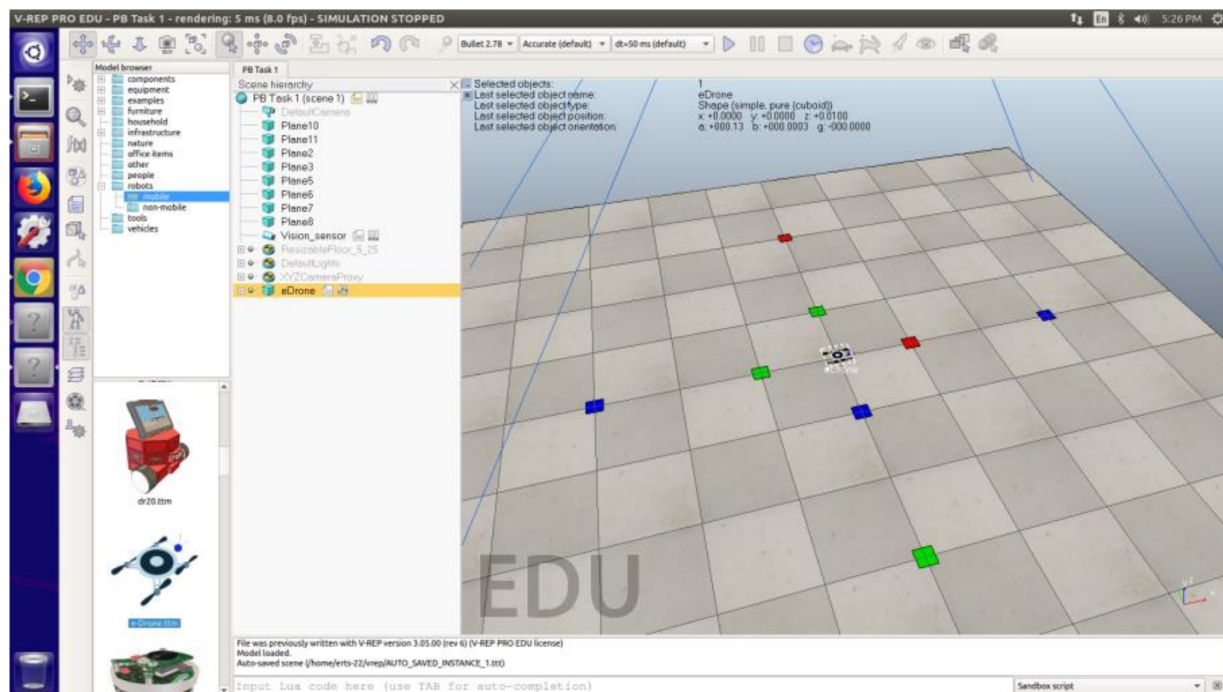 V-REP PRO EDU - PB Task 1 - rendering: 5 ms (8.0 fps) - SIMULATION STOPPED
En
5:26 PM
Bullet 2.78
Accurate (default)
dt=50 ms (default)
Model browser
components
equipment
examples
furniture
household
infrastructure
nature
office items
other
people
robots
mobile
non-mobile
tools
vehicles
dr20.ttm
e-Drone.ttm
PB Task 1
Scene hierarchy
PB Task 1 (scene 1)
DefaultCamera
Plane10
Plane11
Plane2
Plane3
Plane5
Plane6
Plane7
Plane8
Vision_sensor
ResizableFloor_5_25
DefaultLights
XYZCameraProxy
eDrone
Selected objects: 1
Last selected object name: eDrone
Last selected object type: Shape (simple, pure (cuboid))
Last selected object position: x: +0.0000 y: +0.0000 z: +0.0100
Last selected object orientation: a: +000.13 b: +000.0003 g: -000.0000
eDrone
EDU
File was previously written with V-REP version 3.05.00 (rev 6) (V-REP PRO EDU license)
Model loaded.
Auto-saved scene (/home/erts-22/vrep/AUTO_SAVED_INSTANCE_1.ttt)
Input Lua code here (use TAB for auto-completion)
Sandbox script